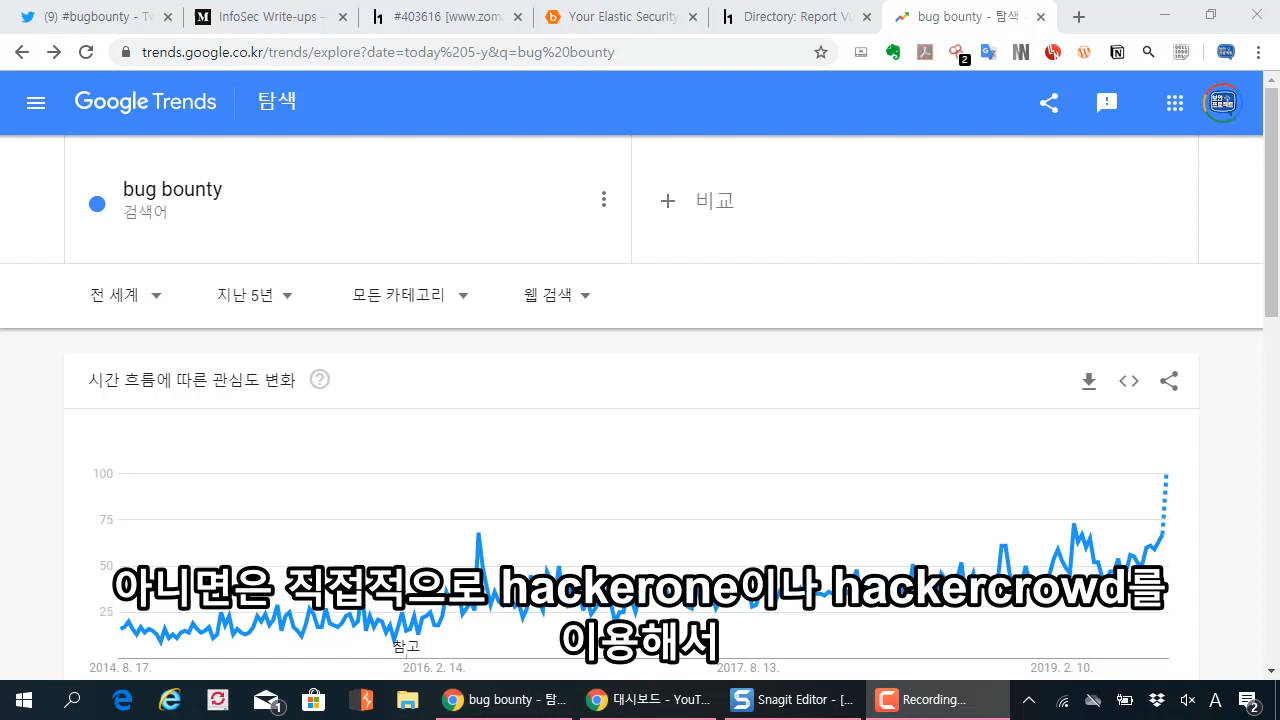 (9) #bugbounty - Tw
InfoSec Write-ups –
#403616 [www.zom
Your Elastic Security
Directory: Report Vu
bug bounty - 탐색 -
trends.google.co.kr/trends/explore?date=today%205-y&q=bug%20bounty
2
Google Trends
탐색
bug bounty
검색어
비교
전 세계
지난 5년
모든 카테고리
웹 검색
시간 흐름에 따른 관심도 변화
100
75
50
25
참고
2014. 8. 17.
2016. 2. 14.
2017. 8. 13.
2019. 2. 10.
아니면은 직접적으로 hackerone이나 hackercrowd를
이용해서
1
bug bounty - 탐...
대시보드 - YouT...
Snagit Editor - [...
Recording...
A
2